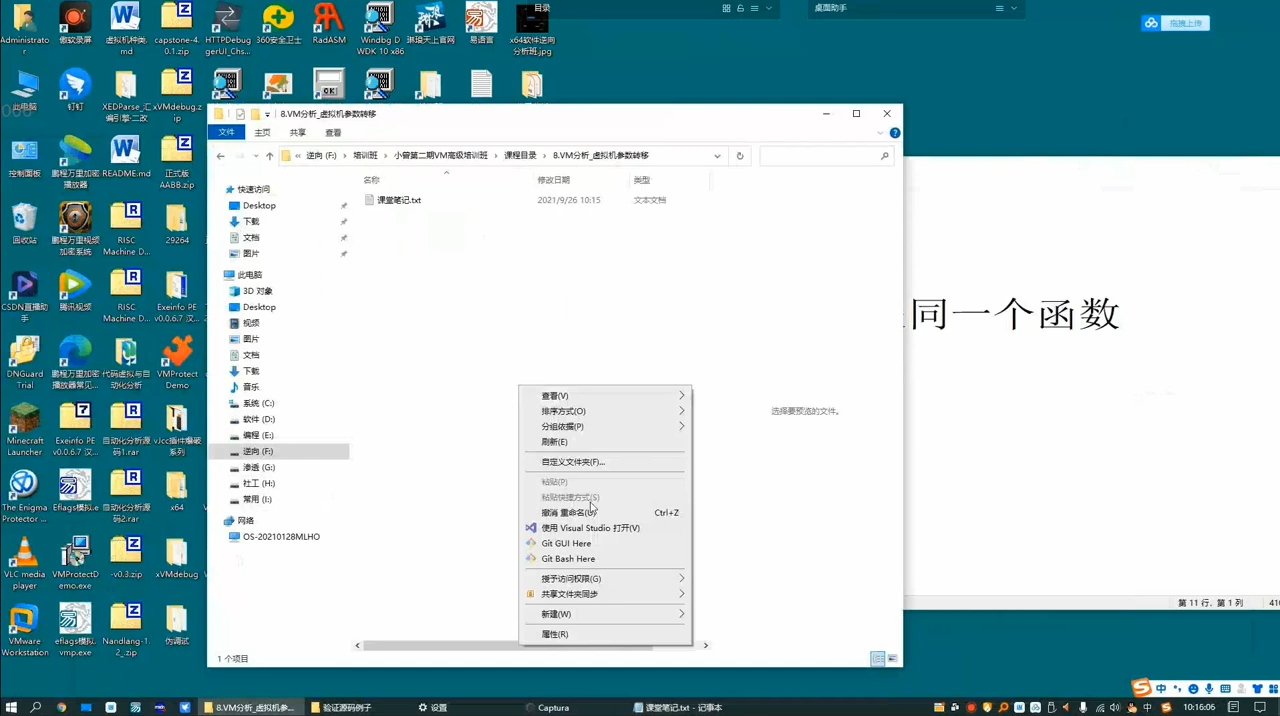 Administrator
傲软录屏
虚拟机种类.md
capstone-4.0.1.zip
HTTPDebuggerUI_Chs...
360安全卫士
RadASM
Windbg DWDK 10 x86
琳琅天上官网
易语言
x64软件逆向分析班.jpg
目录
桌面助手
拖拽上传
此电脑
钉钉
XEDParse_汇编引擎:二改
xVMdebug.zip
控制面板
鹏程万里加密播放器
README.md
正式板AABB.zip
回收站
鹏程万里视频加密系统
RISC Machine D...
29264
CSDN直播助手
腾讯视频
RISC Machine D...
Exeinfo PE v0.0.6.7 汉...
DNGuard Trial
鹏程万里加密播放器常见...
代码虚拟与自动化分析
VMProtect Demo
Minecraft Launcher
Exeinfo PE v0.0.6.7 汉...
自动化分析源码1.rar
vJcc插件爆破系列
The Enigma Protector ...
Eflags模拟.vmp.exe
自动化分析源码2.rar
x64
VLC media player
VMProtectDemo.exe
-v0.3.zip
xVMdebug
VMware Workstation
eflags模拟.vmp.exe
Nandlang-12_.zip
伪调试
8.VM分析_虚拟机参数转移
文件
主页
共享
查看
« 逆向 (F:) › 培训班 › 小曾第二期VM高级培训班 › 课程目录 › 8.VM分析_虚拟机参数转移
名称
修改日期
类型
课堂笔记.txt
2021/9/26 10:15
文本文档
快速访问
Desktop
下载
文档
图片
此电脑
3D 对象
Desktop
视频
图片
文档
下载
音乐
系统 (C:)
软件 (D:)
编程 (E:)
逆向 (F:)
渗透 (G:)
社工 (H:)
常用 (I:)
网络
OS-20210128MLHO
选择要预览的文件。
查看(V)
排序方式(O)
分组依据(P)
刷新(E)
自定义文件夹(F)...
粘贴(P)
粘贴快捷方式(S)
撤消 重命名(U) Ctrl+Z
使用 Visual Studio 打开(V)
Git GUI Here
Git Bash Here
授予访问权限(G)
共享文件夹同步
新建(W)
属性(R)
1 个项目
同一个函数
第 11 行，第 1 列
8.VM分析_虚拟机参...
验证源码例子
设置
Captura
课堂笔记.txt - 记事本
中
中
10:16:06